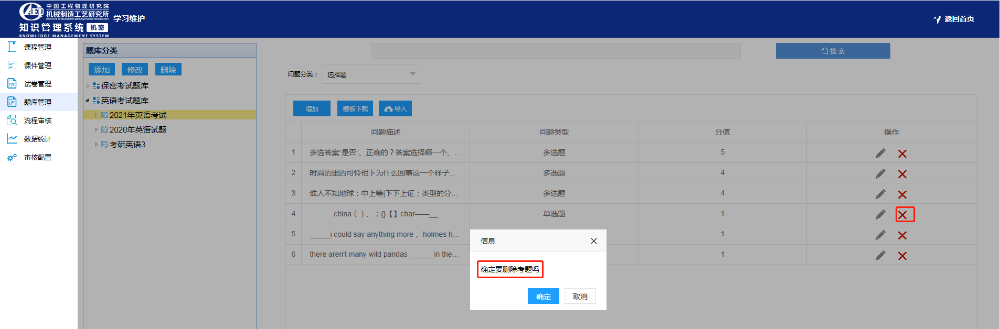 中国工程物理研究院
机械制造工艺研究所
INSTITUTE OF MACHINERY MANUFACTURING TECHNOLOGY
知识管理系统 机密
KNOWLEDGE MANAGEMENT SYSTEM
学习维护
返回首页
课程管理
课件管理
试卷管理
题库管理
流程审核
数据统计
审核配置
题库分类
添加 修改 删除
保密考试题库
英语考试题库
2021年英语考试
2020年英语试题
考研英语3
搜索
问题分类： 选择题
增加 模板下载 导入
问题描述 问题类型 分值 操作
1 多选答案“是否”、正确的？答案选择哪一个、... 多选题 5
2 时尚的里的可怜相下为什么回事这一个样子... 多选题 4
3 谁人不知地球：中上等|下下上证；类型的分... 多选题 4
4 china（）、；{}【】char——__ 单选题 1
5 _____i could say anything more，holmes h... 1
6 there aren't many wild pandas ______in the... 1
信息
确定要删除考题吗
确定 取消